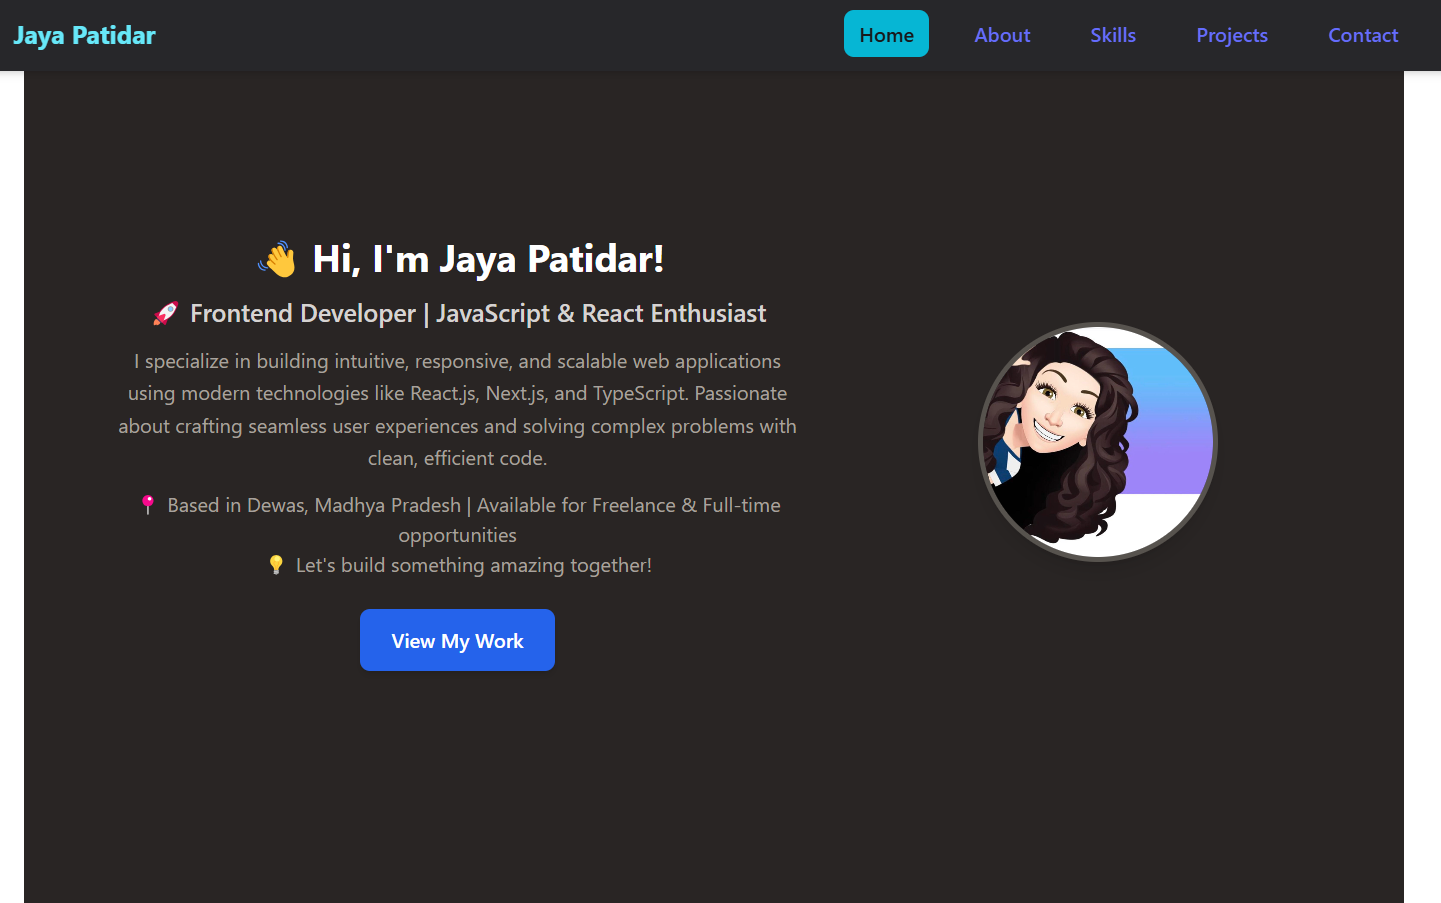 Jaya Patidar
Home About Skills Projects Contact
👋 Hi, I'm Jaya Patidar!
🚀 Frontend Developer | JavaScript & React Enthusiast
I specialize in building intuitive, responsive, and scalable web applications
using modern technologies like React.js, Next.js, and TypeScript. Passionate
about crafting seamless user experiences and solving complex problems with
clean, efficient code.
📍 Based in Dewas, Madhya Pradesh | Available for Freelance & Full-time
opportunities
💡 Let's build something amazing together!
View My Work